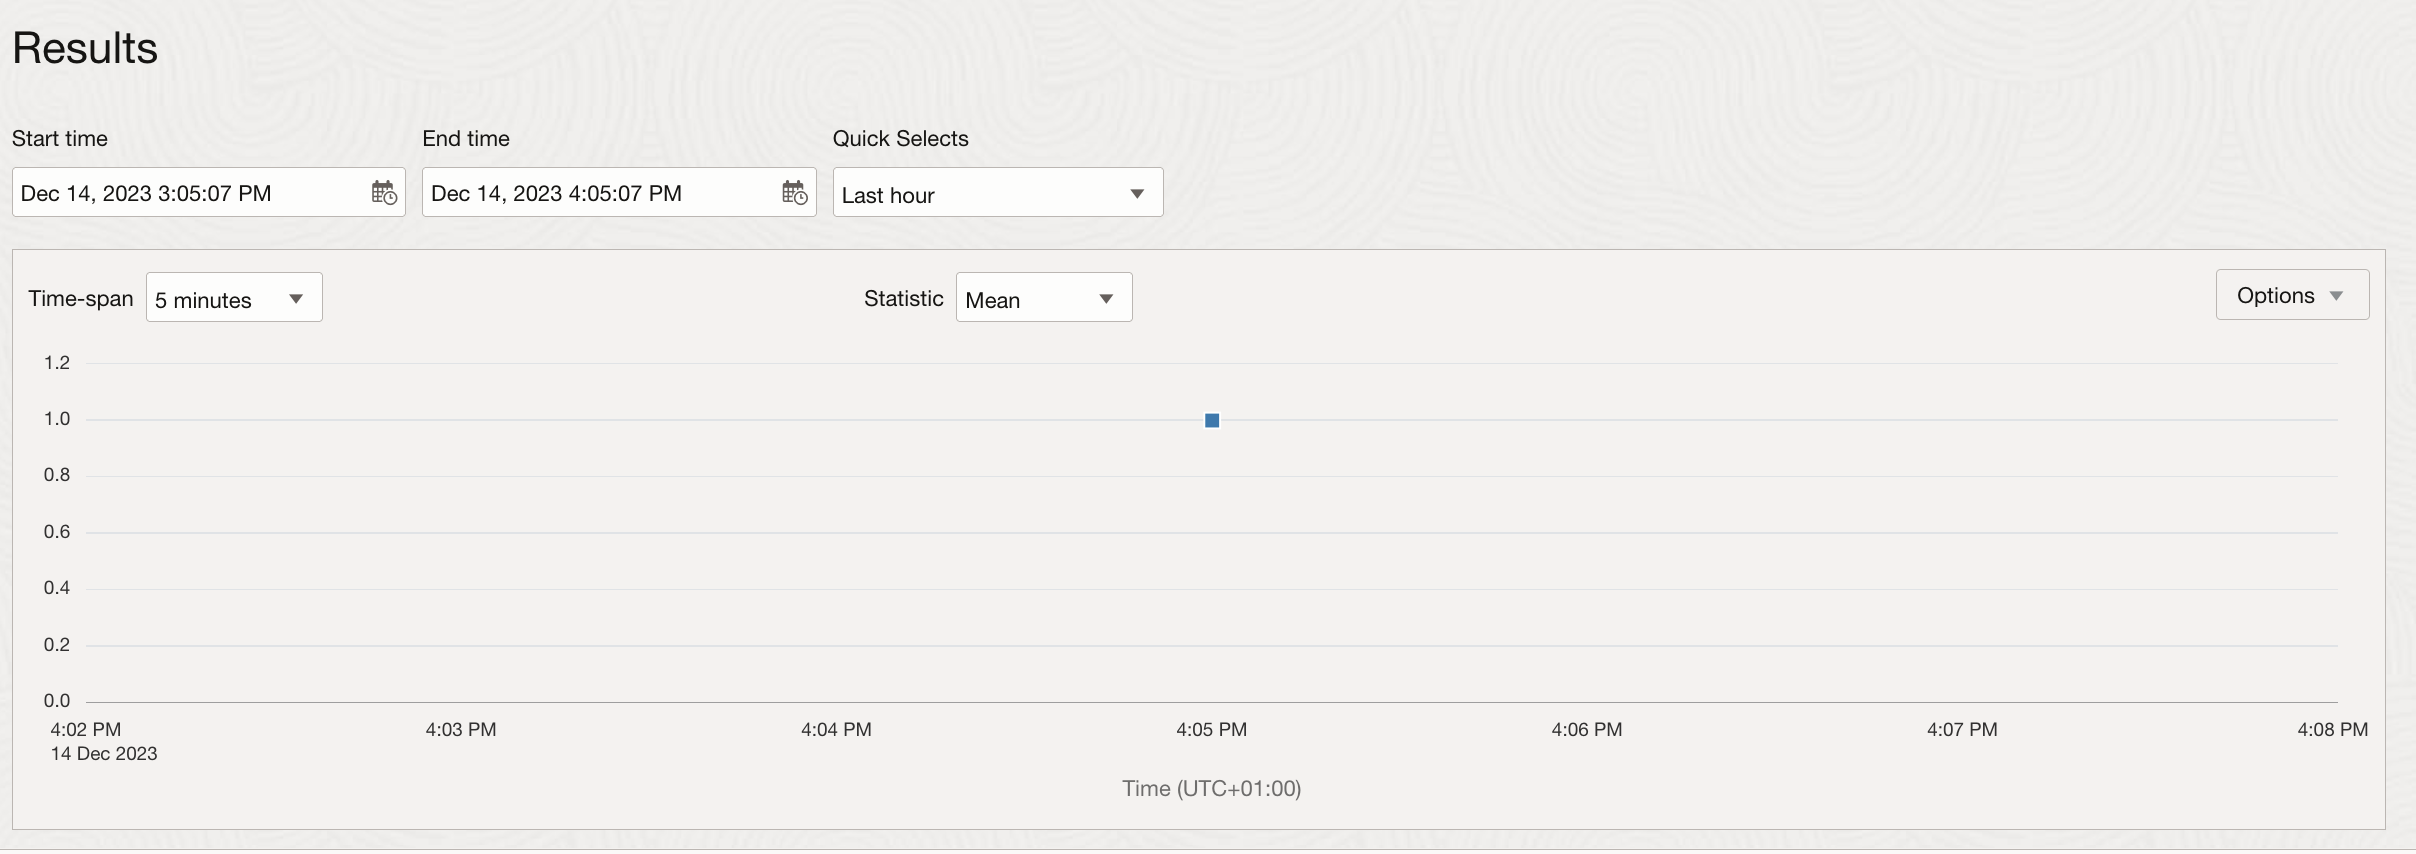 Results
Start time
End time
Quick Selects
Dec 14, 2023 3:05:07 PM
Dec 14, 2023 4:05:07 PM
Last hour
Time-span
5 minutes
Statistic
Mean
Options
1.2
1.0
0.8
0.6
0.4
0.2
0.0
4:02 PM
4:03 PM
4:04 PM
4:05 PM
4:06 PM
4:07 PM
4:08 PM
14 Dec 2023
Time (UTC+01:00)